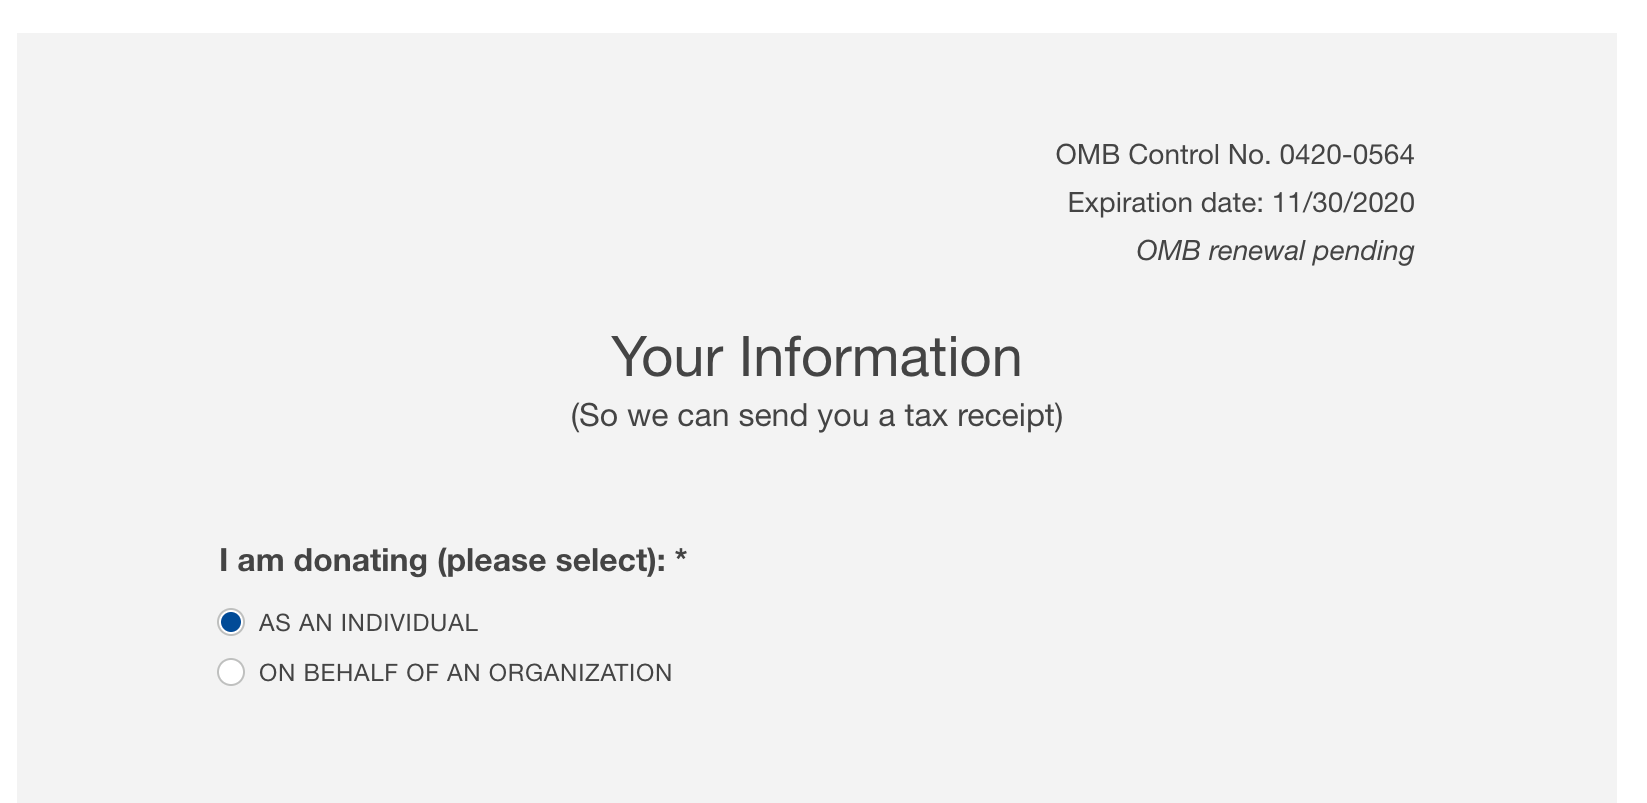 OMB Control No. 0420-0564
Expiration date: 11/30/2020
OMB renewal pending
Your Information
(So we can send you a tax receipt)
I am donating (please select): *
AS AN INDIVIDUAL
ON BEHALF OF AN ORGANIZATION